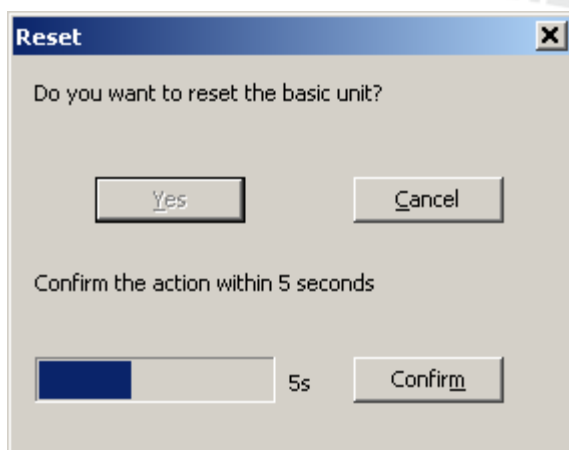 Reset
Do you want to reset the basic unit?
Yes Cancel
Confirm the action within 5 seconds
5s Confirm